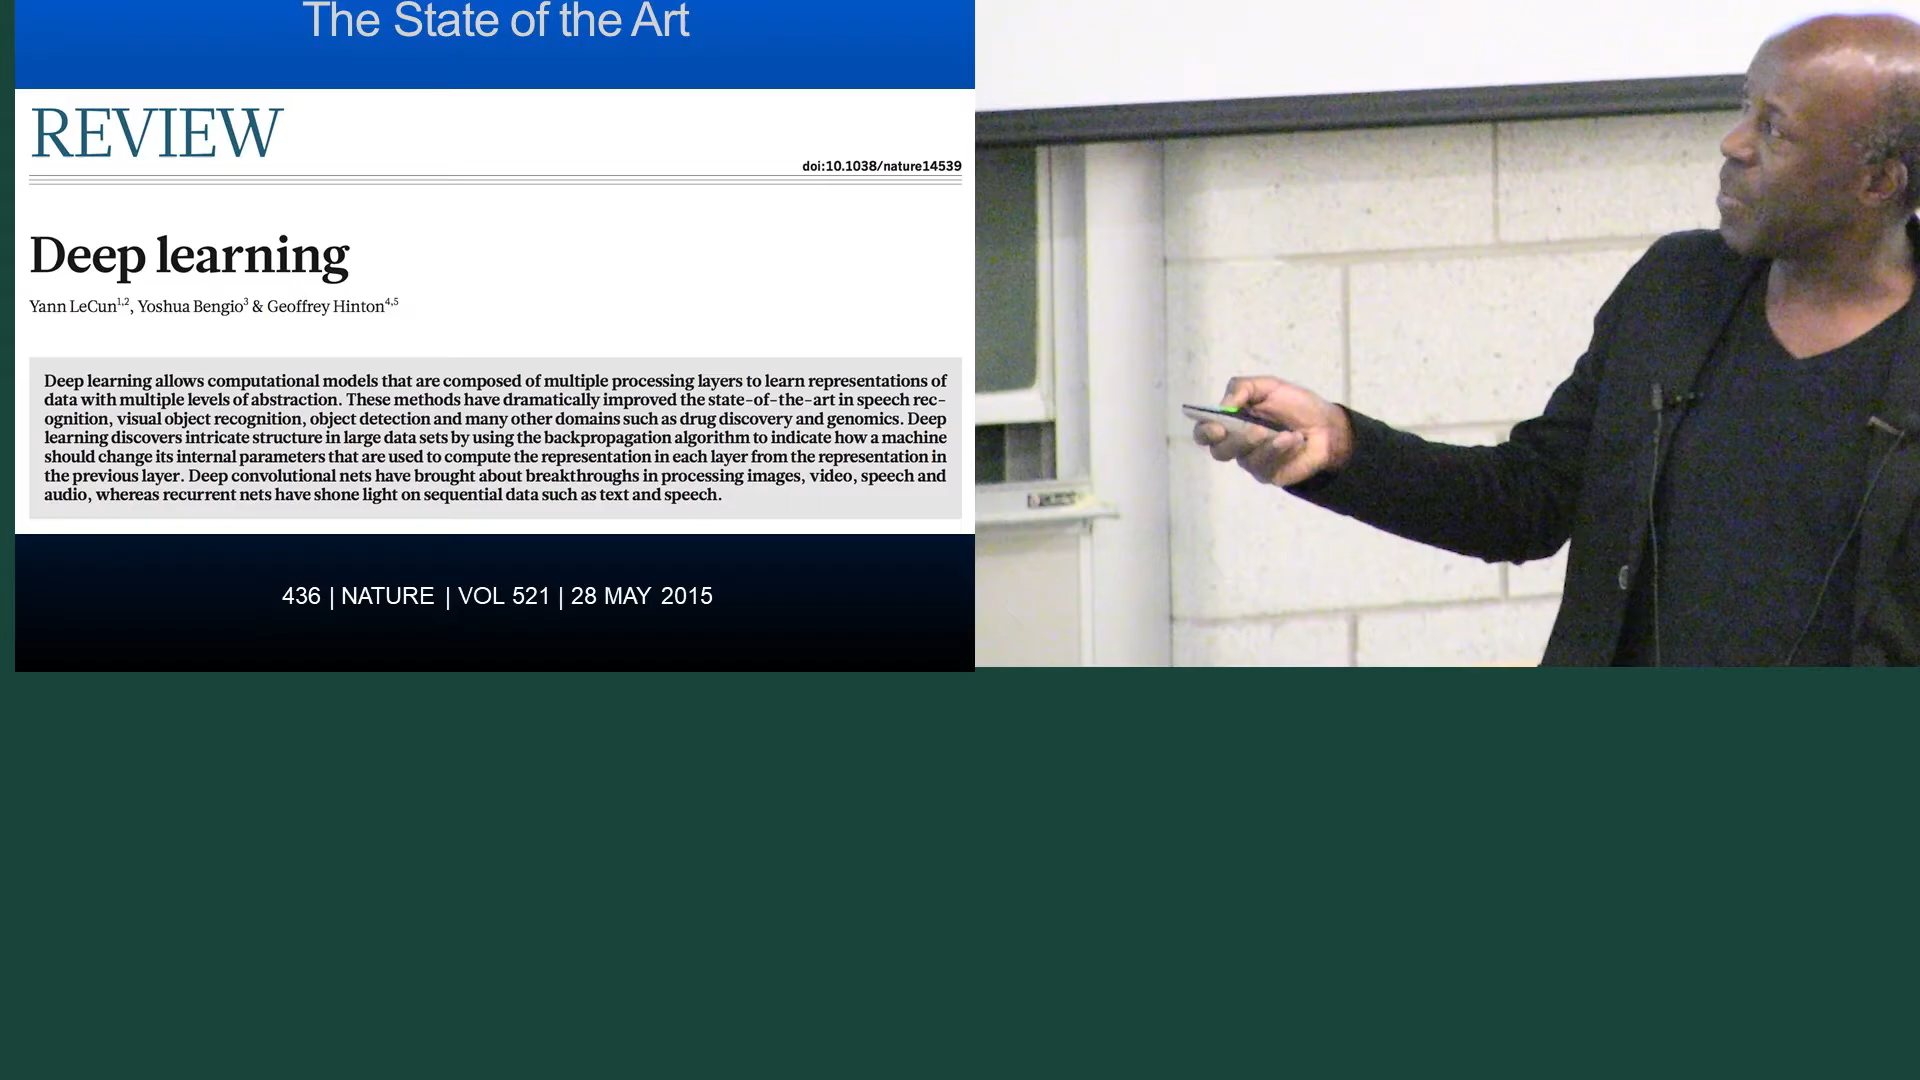 The State of the Art
REVIEW
doi:10.1038/nature14539
Deep learning
Yann LeCun1,2, Yoshua Bengio3 & Geoffrey Hinton4,5
Deep learning allows computational models that are composed of multiple processing layers to learn representations of
data with multiple levels of abstraction. These methods have dramatically improved the state-of-the-art in speech rec-
ognition, visual object recognition, object detection and many other domains such as drug discovery and genomics. Deep
learning discovers intricate structure in large data sets by using the backpropagation algorithm to indicate how a machine
should change its internal parameters that are used to compute the representation in each layer from the representation in
the previous layer. Deep convolutional nets have brought about breakthroughs in processing images, video, speech and
audio, whereas recurrent nets have shone light on sequential data such as text and speech.
436 | NATURE | VOL 521 | 28 MAY 2015